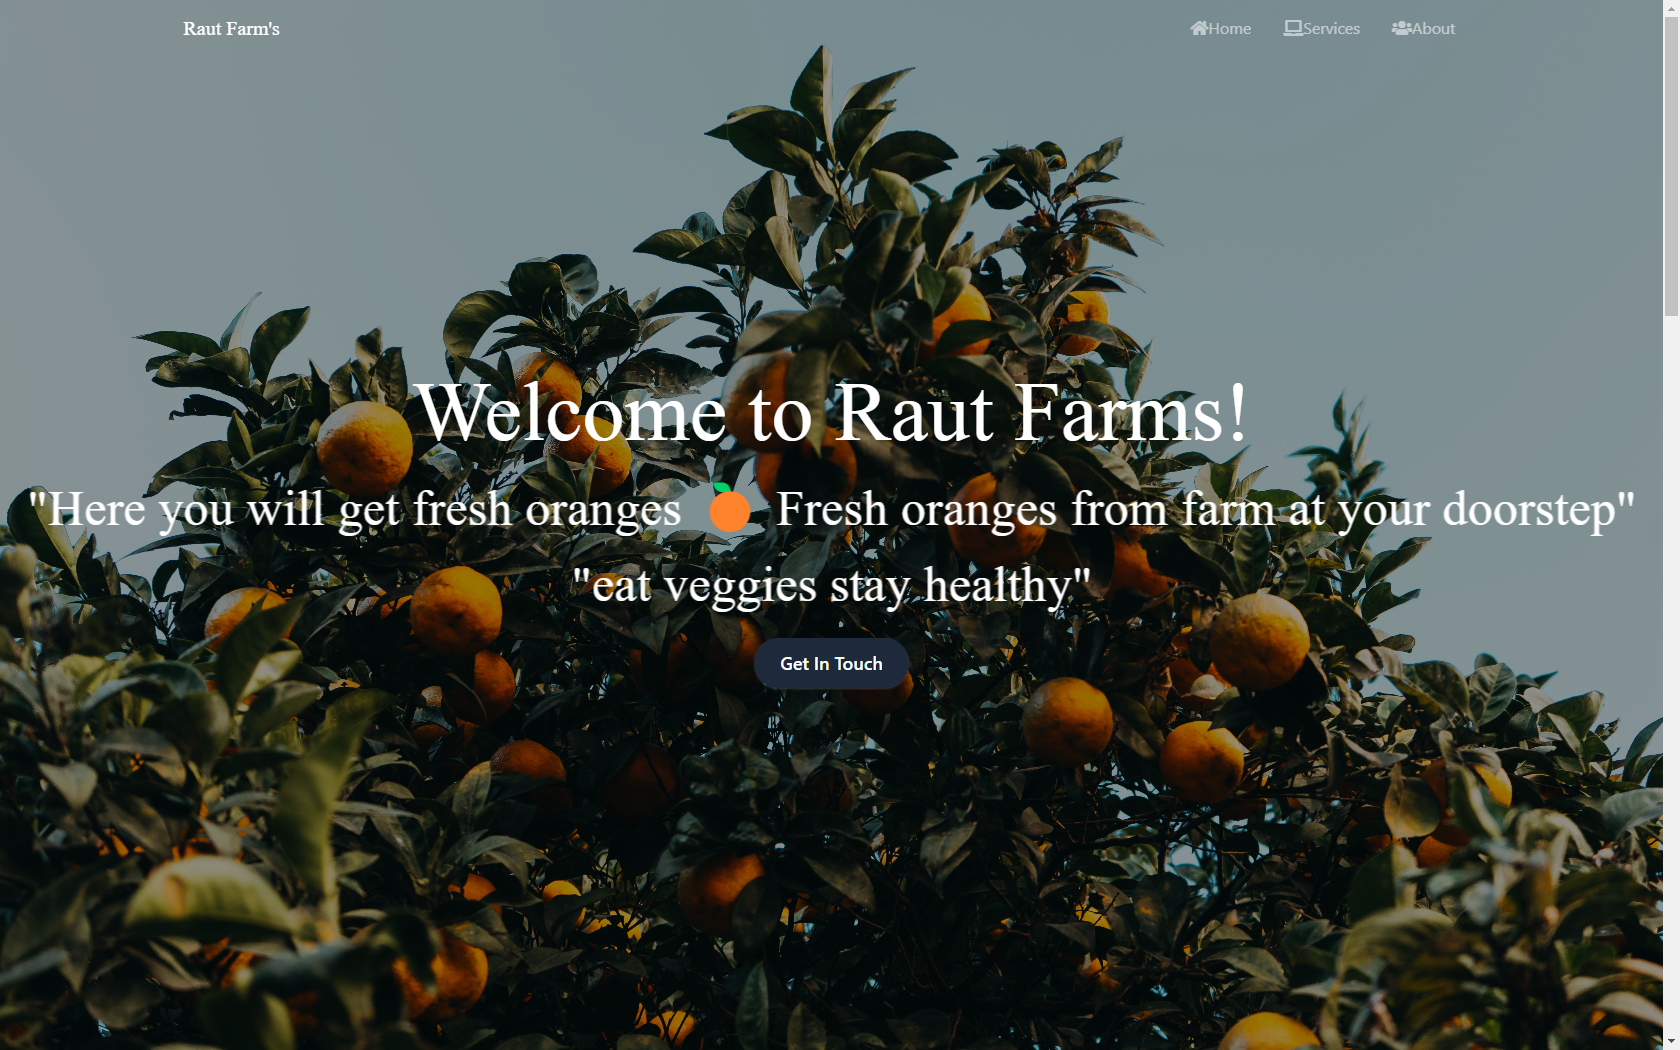 Raut Farm's
Home Services About
Welcome to Raut Farms!
"Here you will get fresh oranges 🍊 Fresh oranges from farm at your doorstep"
"eat veggies stay healthy"
Get In Touch